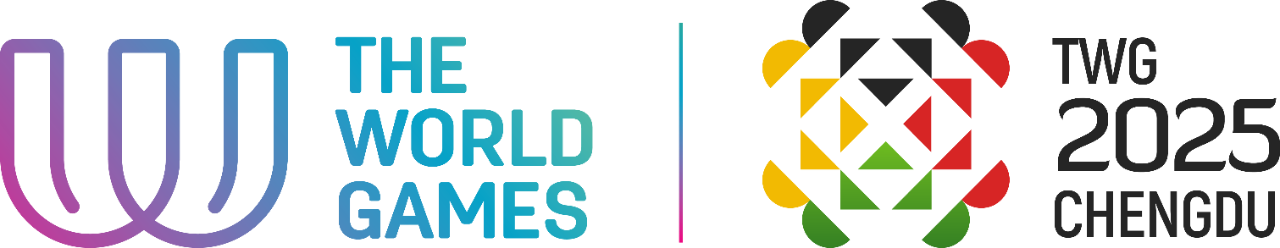 THE
WORLD
GAMES
TWG
2025
CHENGDU